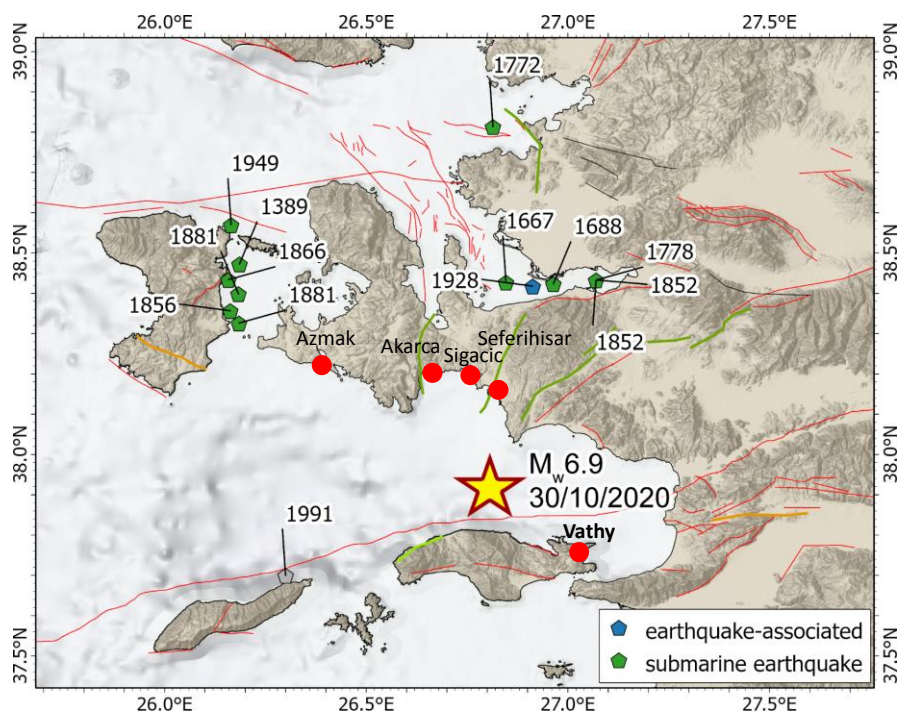 26.0°E 26.5°E 27.0°E 27.5°E
39.0°N 39.0°N
1772
1949
1389
1881
1866
1667
1688
1778
38.5°N 38.5°N
1928
1852
1856
1881
Azmak
Akarca
Sigacic
Seferihisar
1852
38.0°N 38.0°N
Mw6.9
30/10/2020
1991
Vathy
earthquake-associated
submarine earthquake
37.5°N 37.5°N
26.0°E 26.5°E 27.0°E 27.5°E